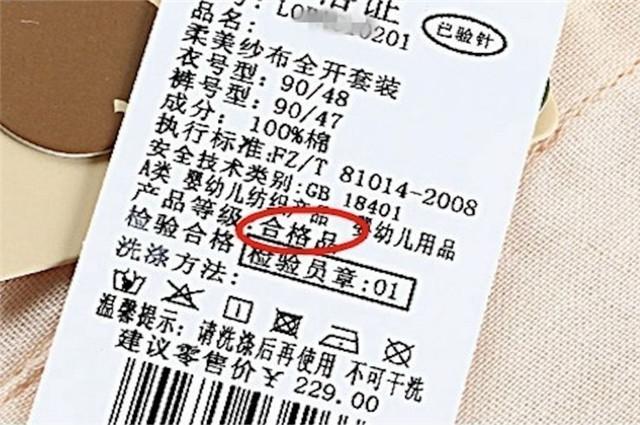 合格证
已验针
品名:
柔美纱布全开套装
衣号型: 90/48
裤号型: 90/47
成分: 100%棉
执行标准:FZ/T 81014-2008
安全技术类别:GB 18401
A类 婴幼儿纺织产品 婴幼儿用品
产品等级:合格品
检验合格 检验员章:01
洗涤方法:
温馨提示:请洗涤后再使用 不可干洗
建议零售价¥ 229.00